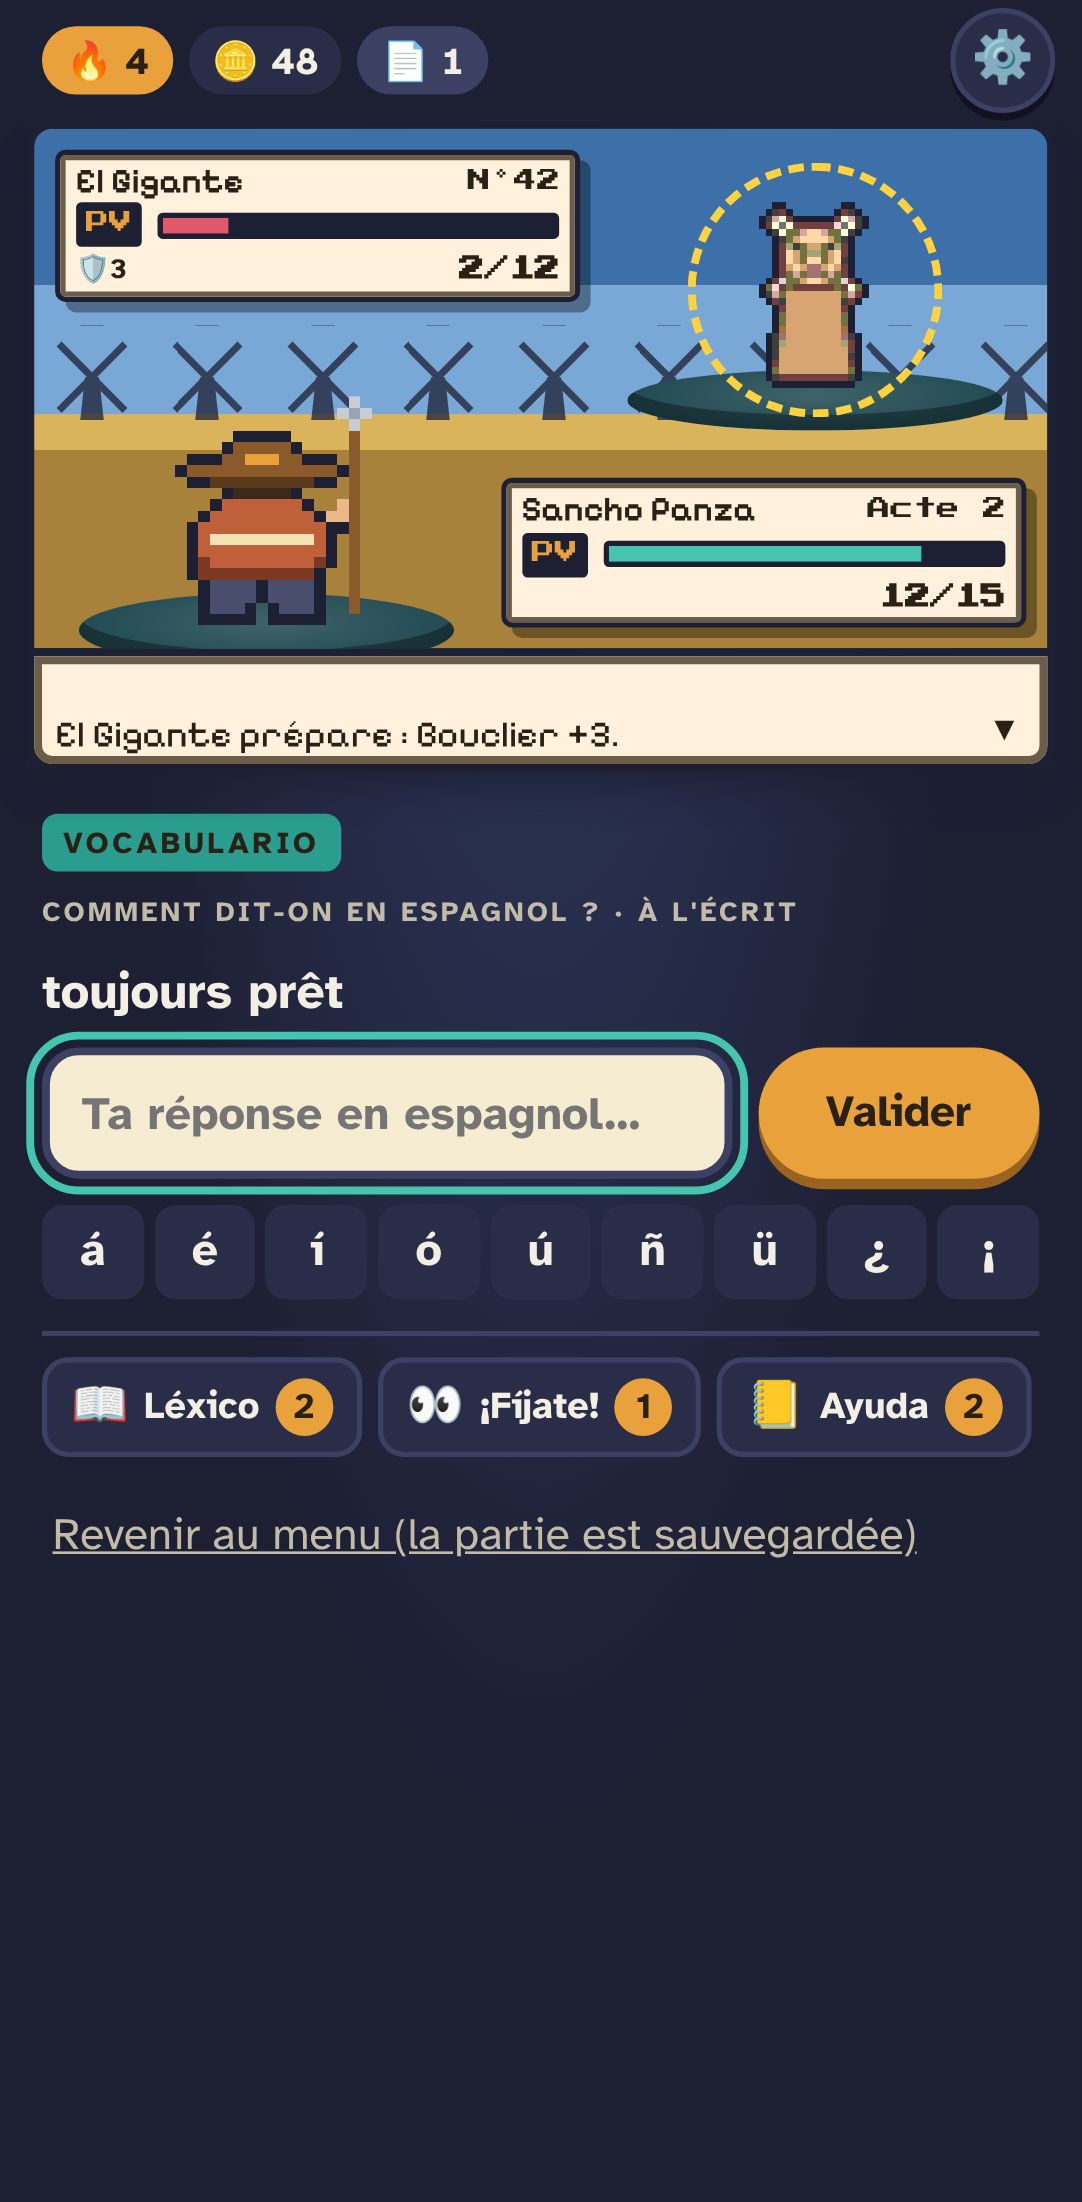 4 48 1
El Gigante N°42
PV
3 2/12
Sancho Panza Acte 2
PV
12/15
El Gigante prépare : Bouclier +3.
VOCABULARIO
COMMENT DIT-ON EN ESPAGNOL ? · À L'ÉCRIT
toujours prêt
Ta réponse en espagnol... Valider
á é í ó ú ñ ü ¿ ¡
Léxico 2 ¡Fíjate! 1 Ayuda 2
Revenir au menu (la partie est sauvegardée)